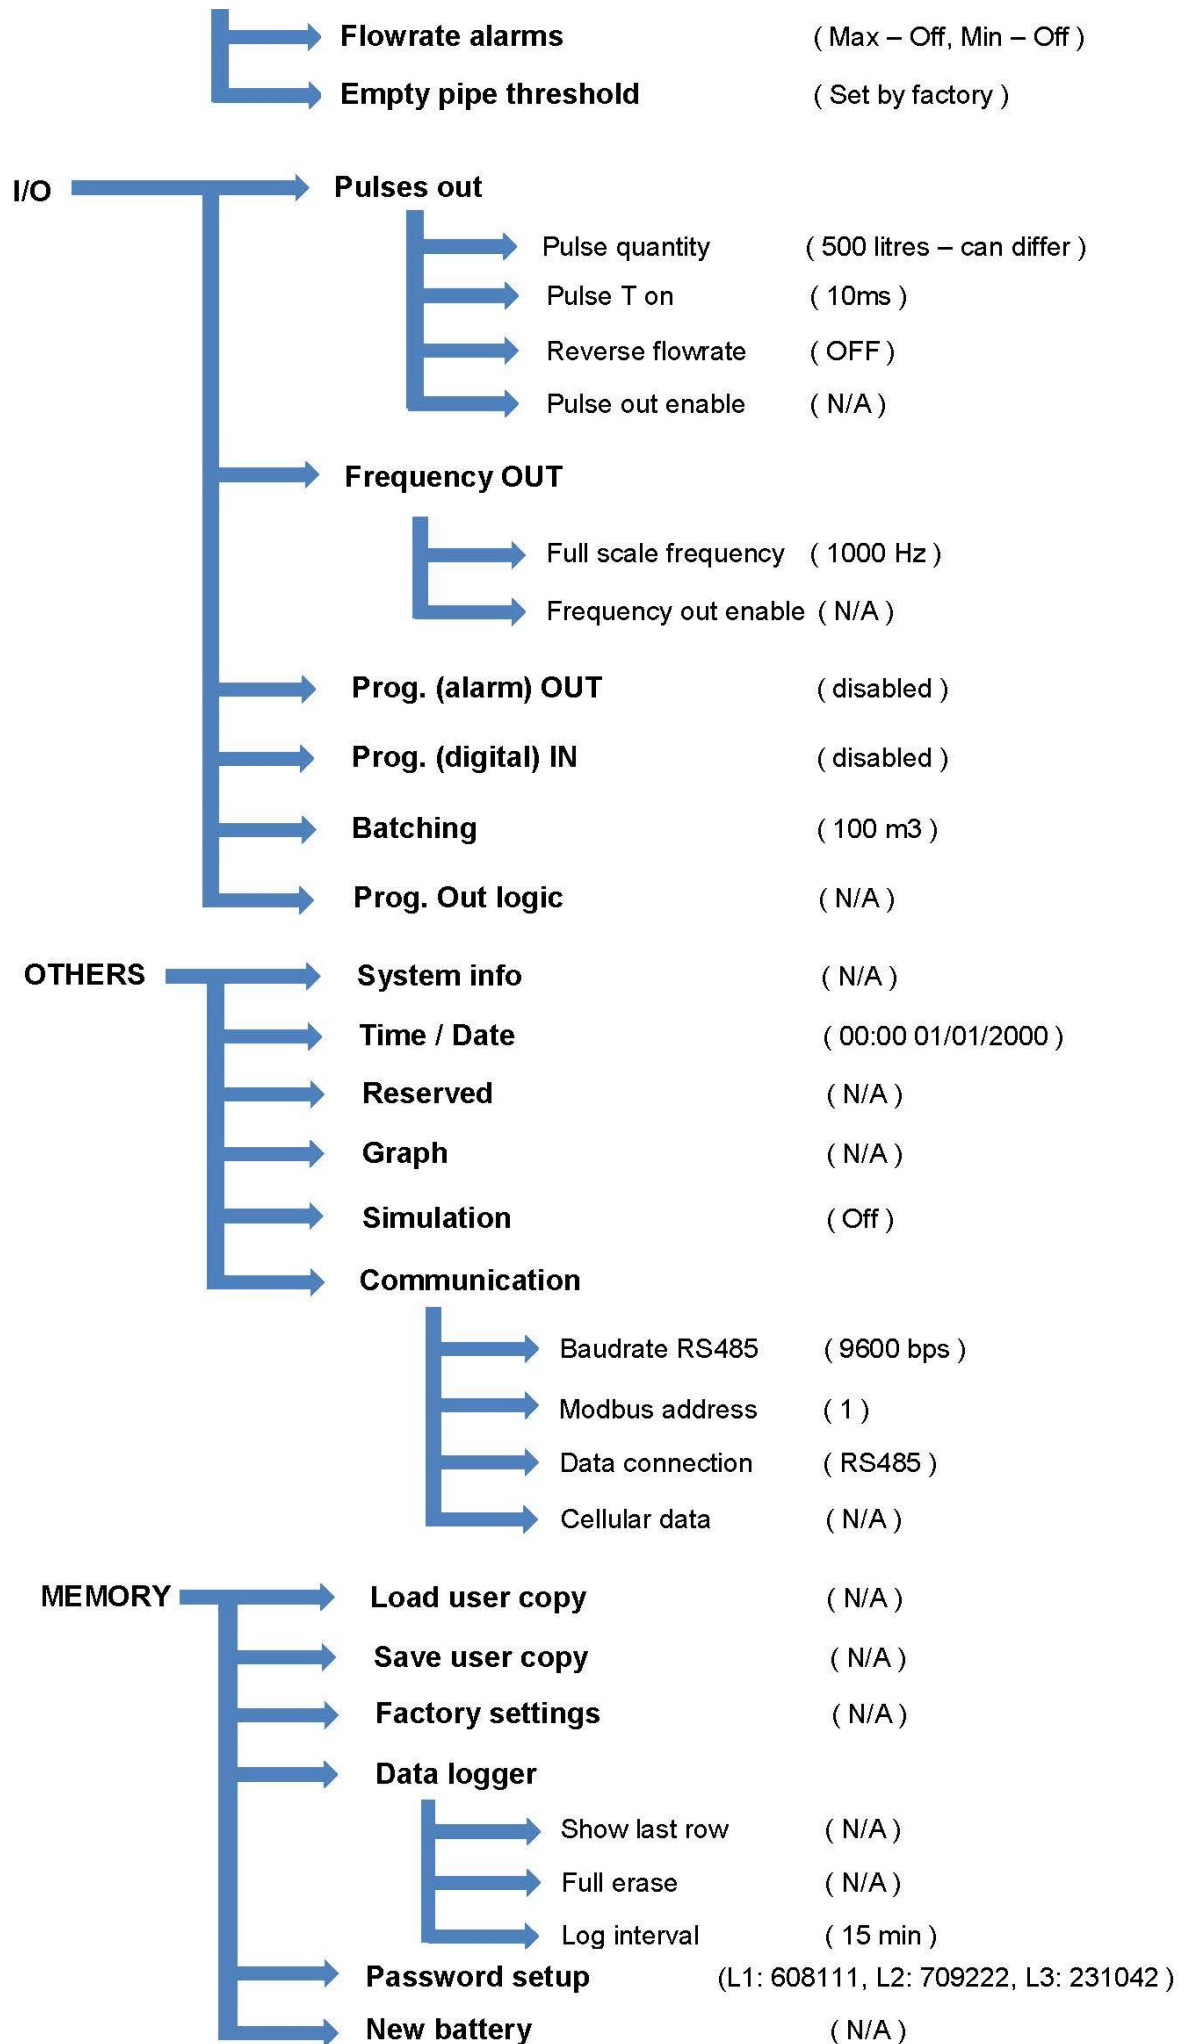 Flowrate alarms ( Max – Off, Min – Off )
Empty pipe threshold ( Set by factory )
I/O Pulses out
Pulse quantity ( 500 litres – can differ )
Pulse T on ( 10ms )
Reverse flowrate ( OFF )
Pulse out enable ( N/A )
Frequency OUT
Full scale frequency ( 1000 Hz )
Frequency out enable ( N/A )
Prog. (alarm) OUT ( disabled )
Prog. (digital) IN ( disabled )
Batching ( 100 m3 )
Prog. Out logic ( N/A )
OTHERS System info ( N/A )
Time / Date ( 00:00 01/01/2000 )
Reserved ( N/A )
Graph ( N/A )
Simulation ( Off )
Communication
Baudrate RS485 ( 9600 bps )
Modbus address ( 1 )
Data connection ( RS485 )
Cellular data ( N/A )
MEMORY Load user copy ( N/A )
Save user copy ( N/A )
Factory settings ( N/A )
Data logger
Show last row ( N/A )
Full erase ( N/A )
Log interval ( 15 min )
Password setup (L1: 608111, L2: 709222, L3: 231042 )
New battery ( N/A )